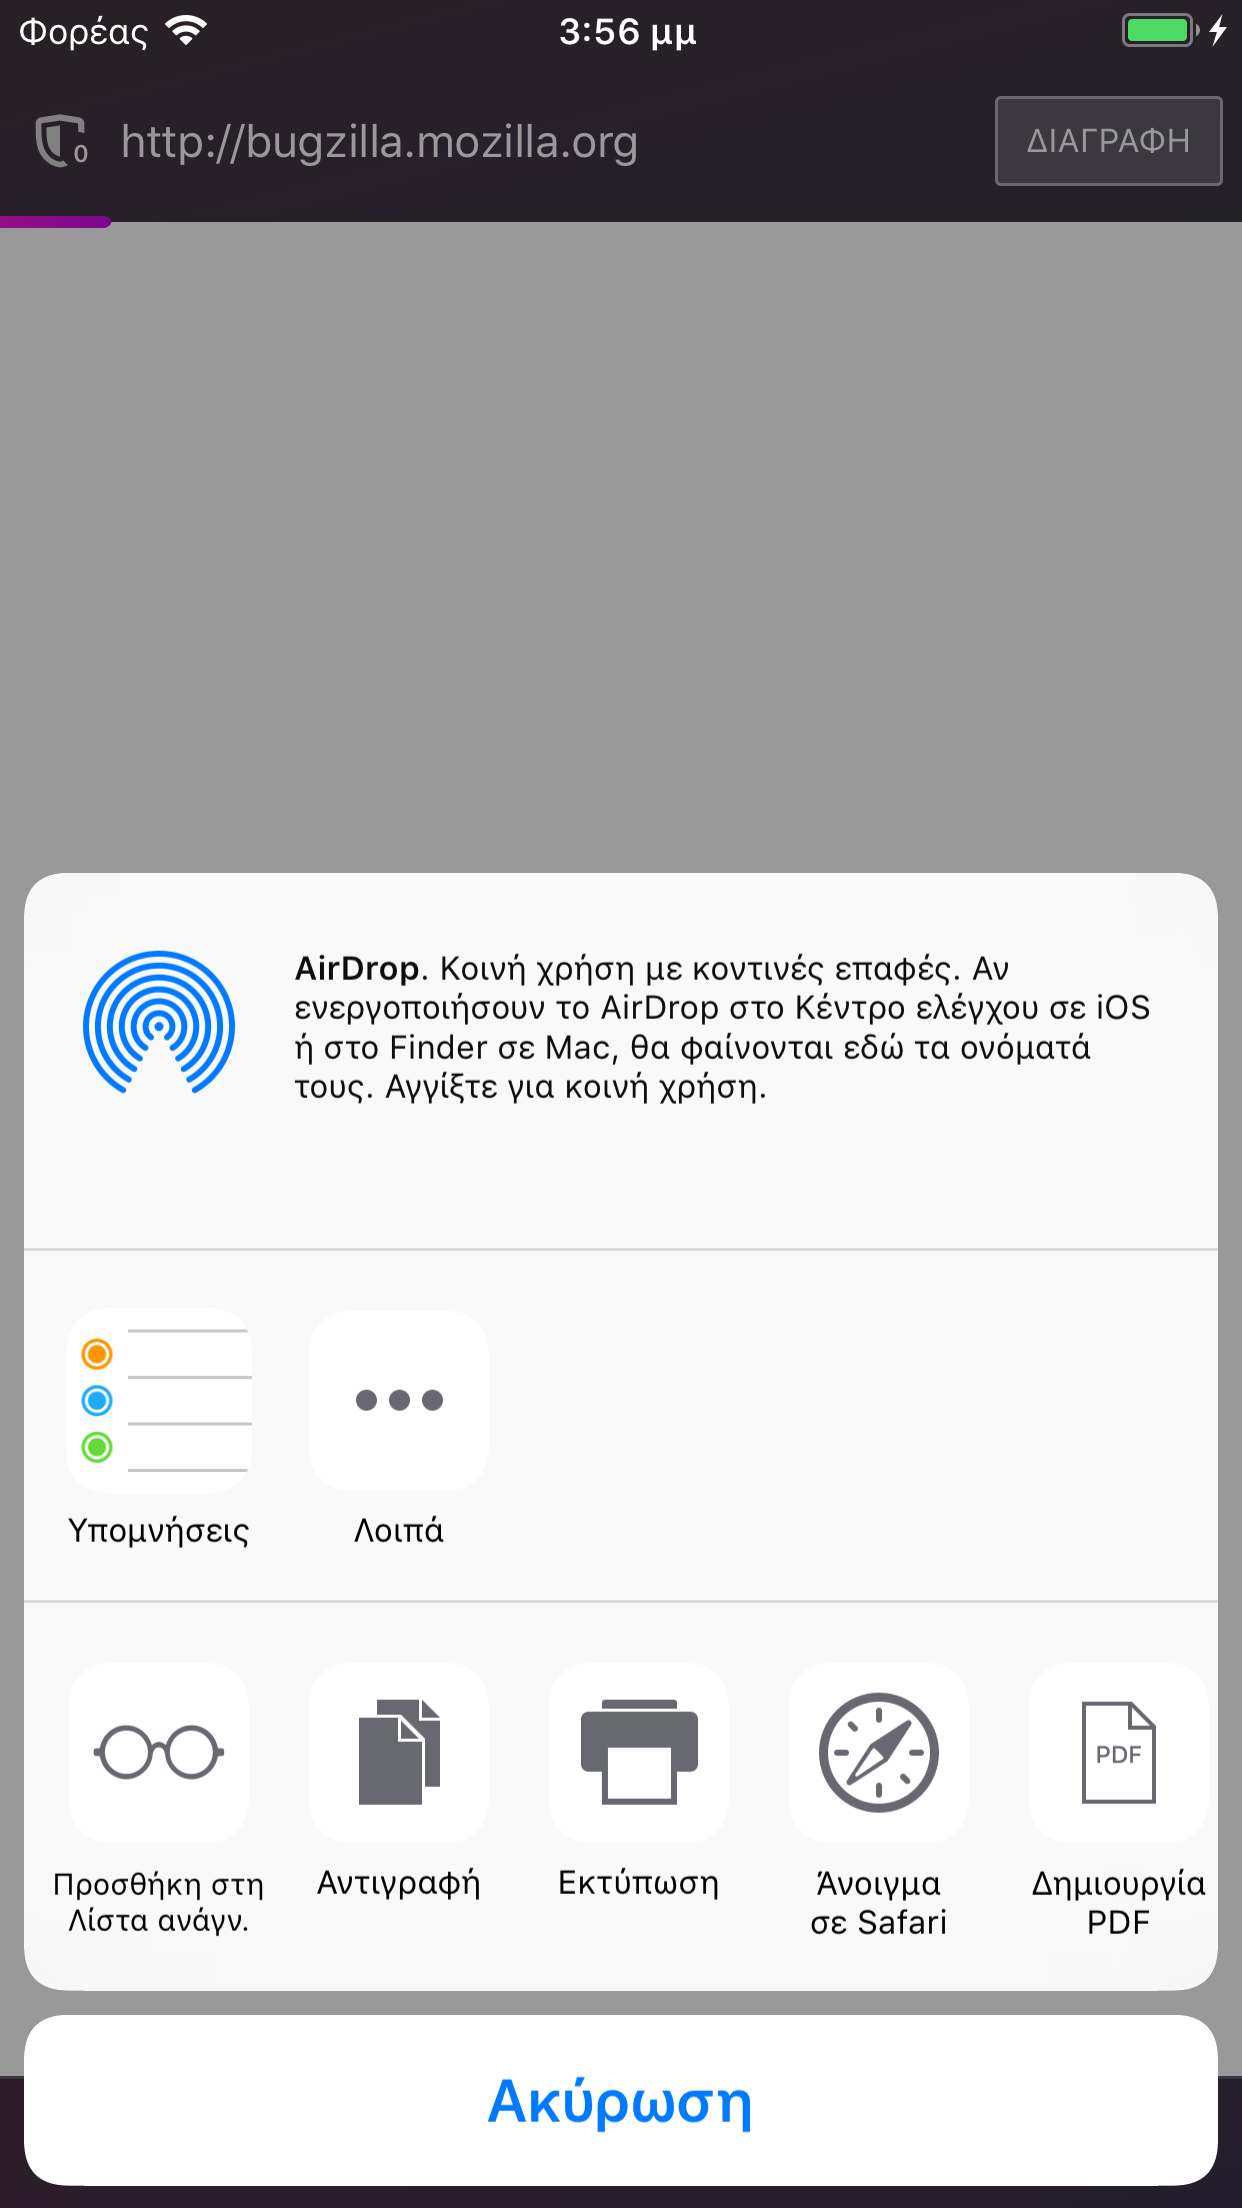 Φορέας
3:56 μμ
0
http://bugzilla.mozilla.org
ΔΙΑΓΡΑΦΗ
AirDrop. Κοινή χρήση με κοντινές επαφές. Αν
ενεργοποιήσουν το AirDrop στο Κέντρο ελέγχου σε iOS
ή στο Finder σε Mac, θα φαίνονται εδώ τα ονόματά
τους. Αγγίξτε για κοινή χρήση.
Υπομνήσεις
Λοιπά
PDF
Προσθήκη στη
Λίστα ανάγν.
Αντιγραφή
Εκτύπωση
Άνοιγμα
σε Safari
Δημιουργία
PDF
Ακύρωση